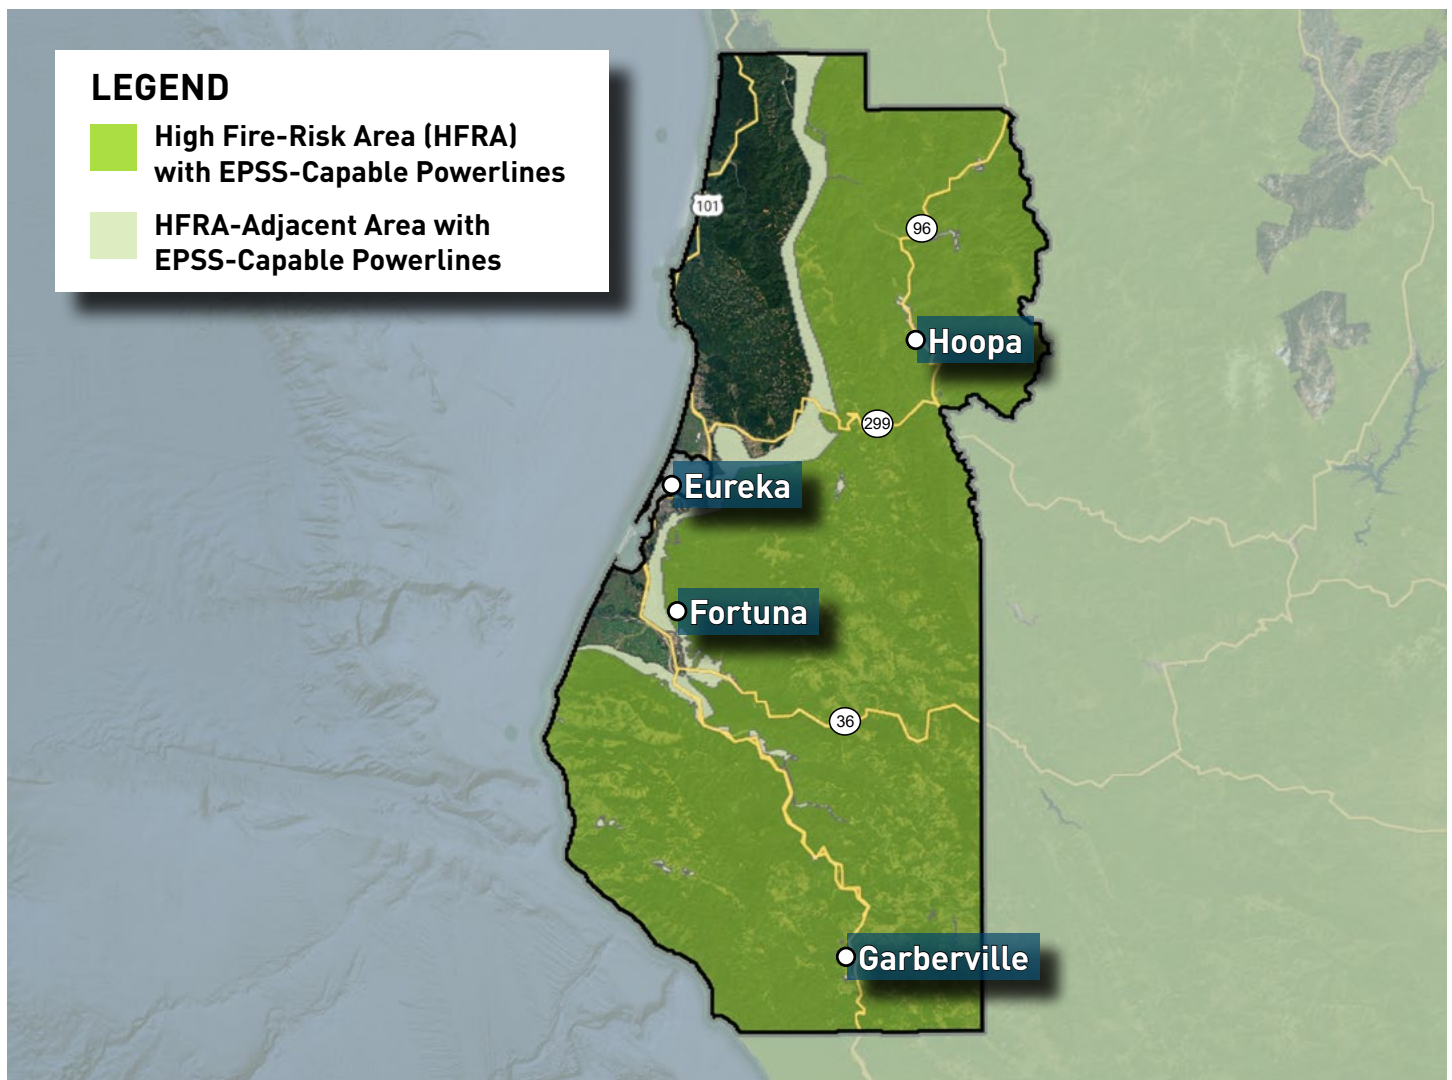 LEGEND
High Fire-Risk Area (HFRA)
with EPSS-Capable Powerlines
HFRA-Adjacent Area with
EPSS-Capable Powerlines
101
96
Hoopa
299
Eureka
Fortuna
36
Garberville